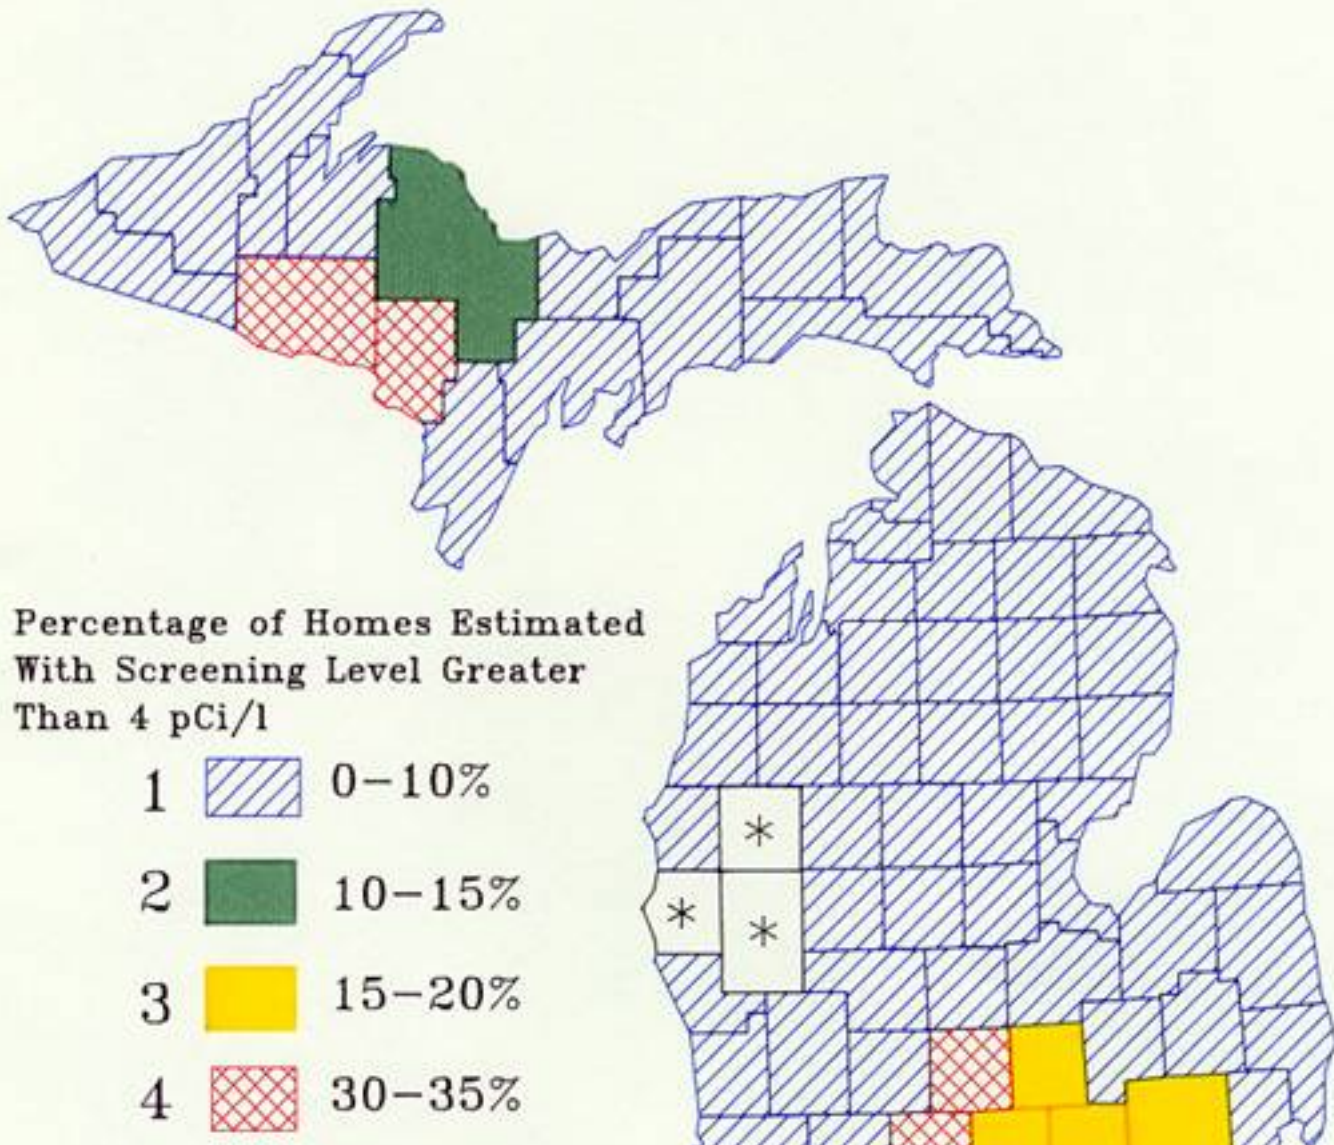 Percentage of Homes Estimated
With Screening Level Greater
Than 4 pCi/l
1 0-10%
2 10-15%
3 15-20%
4 30-35%
*
* *